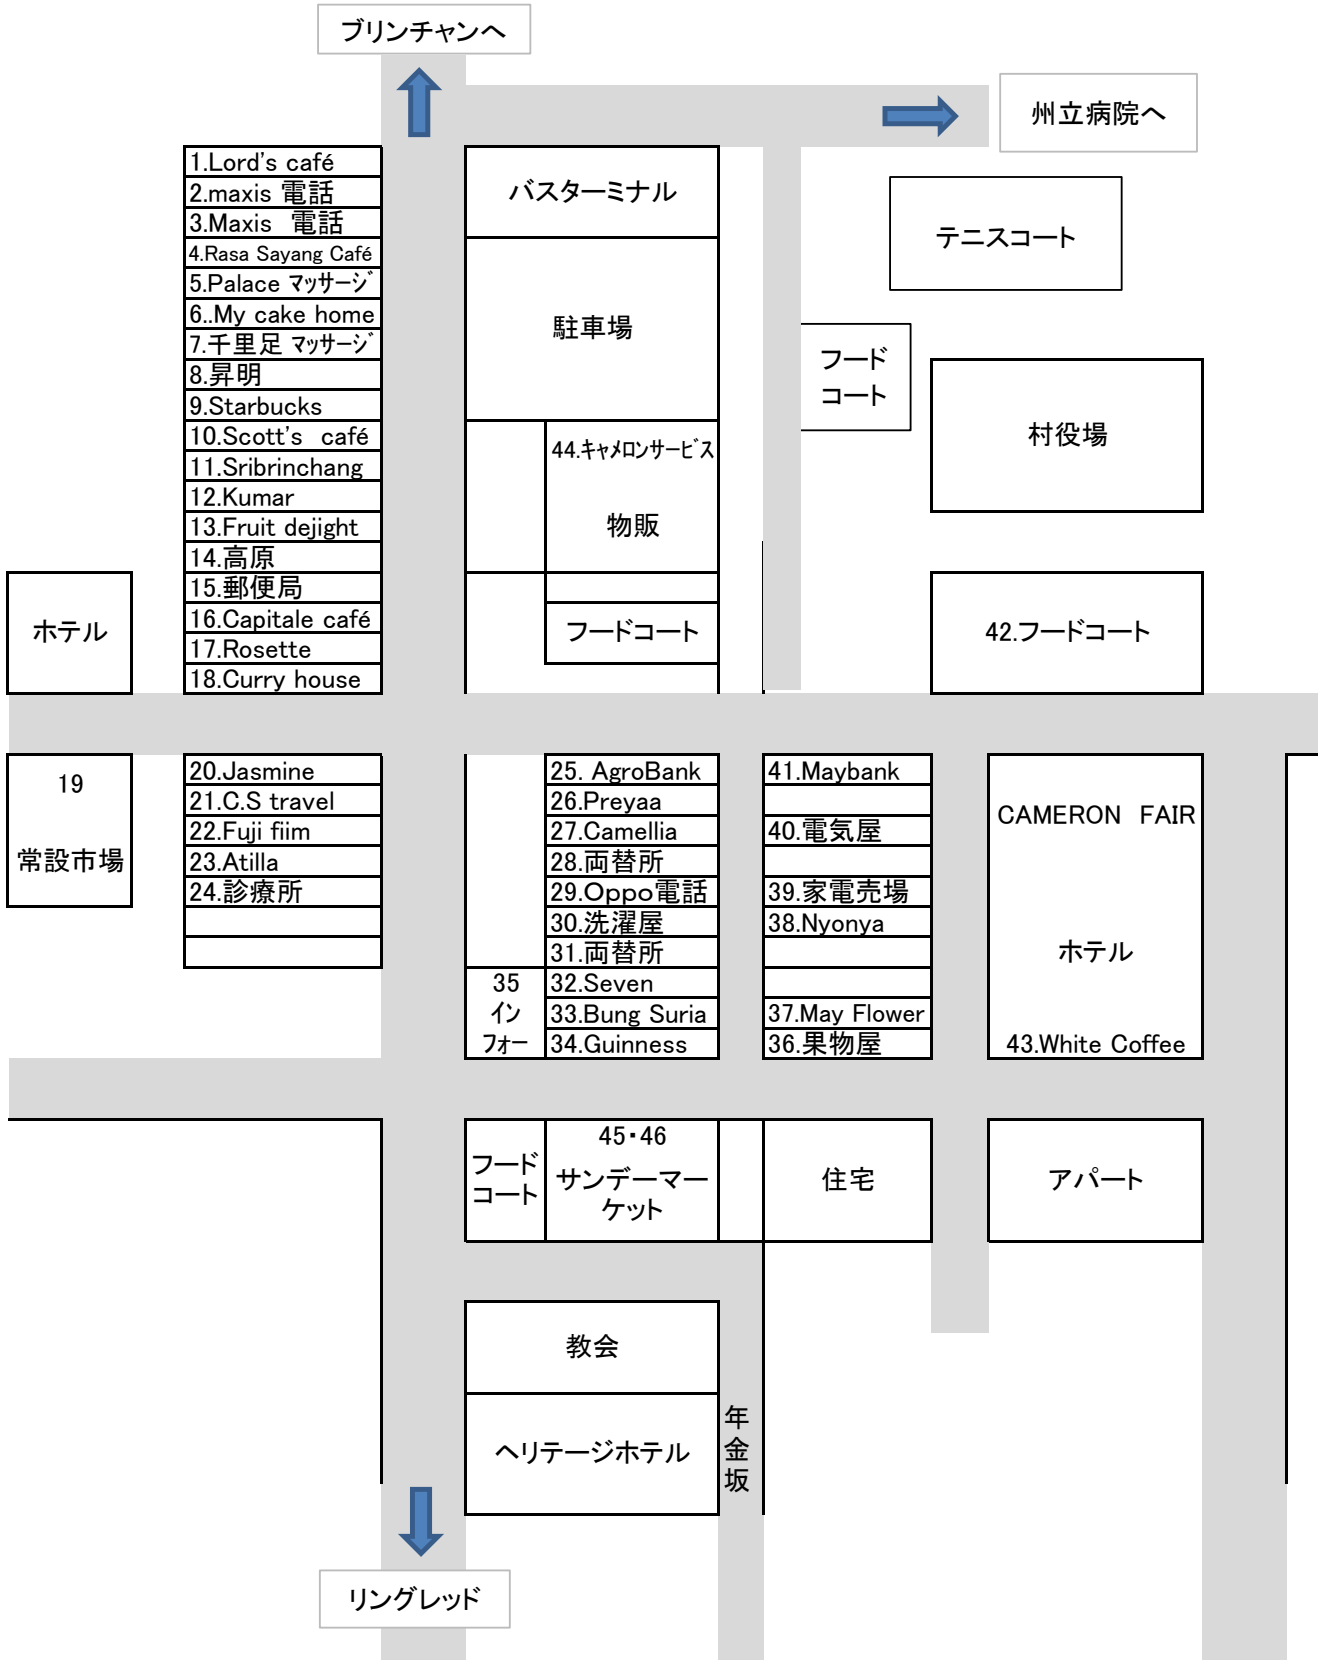 ブリンチャンへ
州立病院へ
1.Lord's café
2.maxis 電話
3.Maxis 電話
4.Rasa Sayang Café
5.Palace マッサージ
6..My cake home
7.千里足 マッサージ
8.昇明
9.Starbucks
10.Scott's café
11.Sribrinchang
12.Kumar
13.Fruit dejight
14.高原
15.郵便局
16.Capitale café
17.Rosette
18.Curry house
バスターミナル
駐車場
44.キャメロンサービス
物販
フードコート
テニスコート
フード
コート
村役場
42.フードコート
ホテル
19
常設市場
20.Jasmine
21.C.S travel
22.Fuji fiim
23.Atilla
24.診療所
25. AgroBank
26.Preyaa
27.Camellia
28.両替所
29.Oppo電話
30.洗濯屋
31.両替所
32.Seven
33.Bung Suria
34.Guinness
35
イン
フォー
41.Maybank
40.電気屋
39.家電売場
38.Nyonya
37.May Flower
36.果物屋
CAMERON FAIR
ホテル
43.White Coffee
フード
コート
45・46
サンデーマー
ケット
住宅
アパート
教会
ヘリテージホテル
年
金
坂
リングレッド